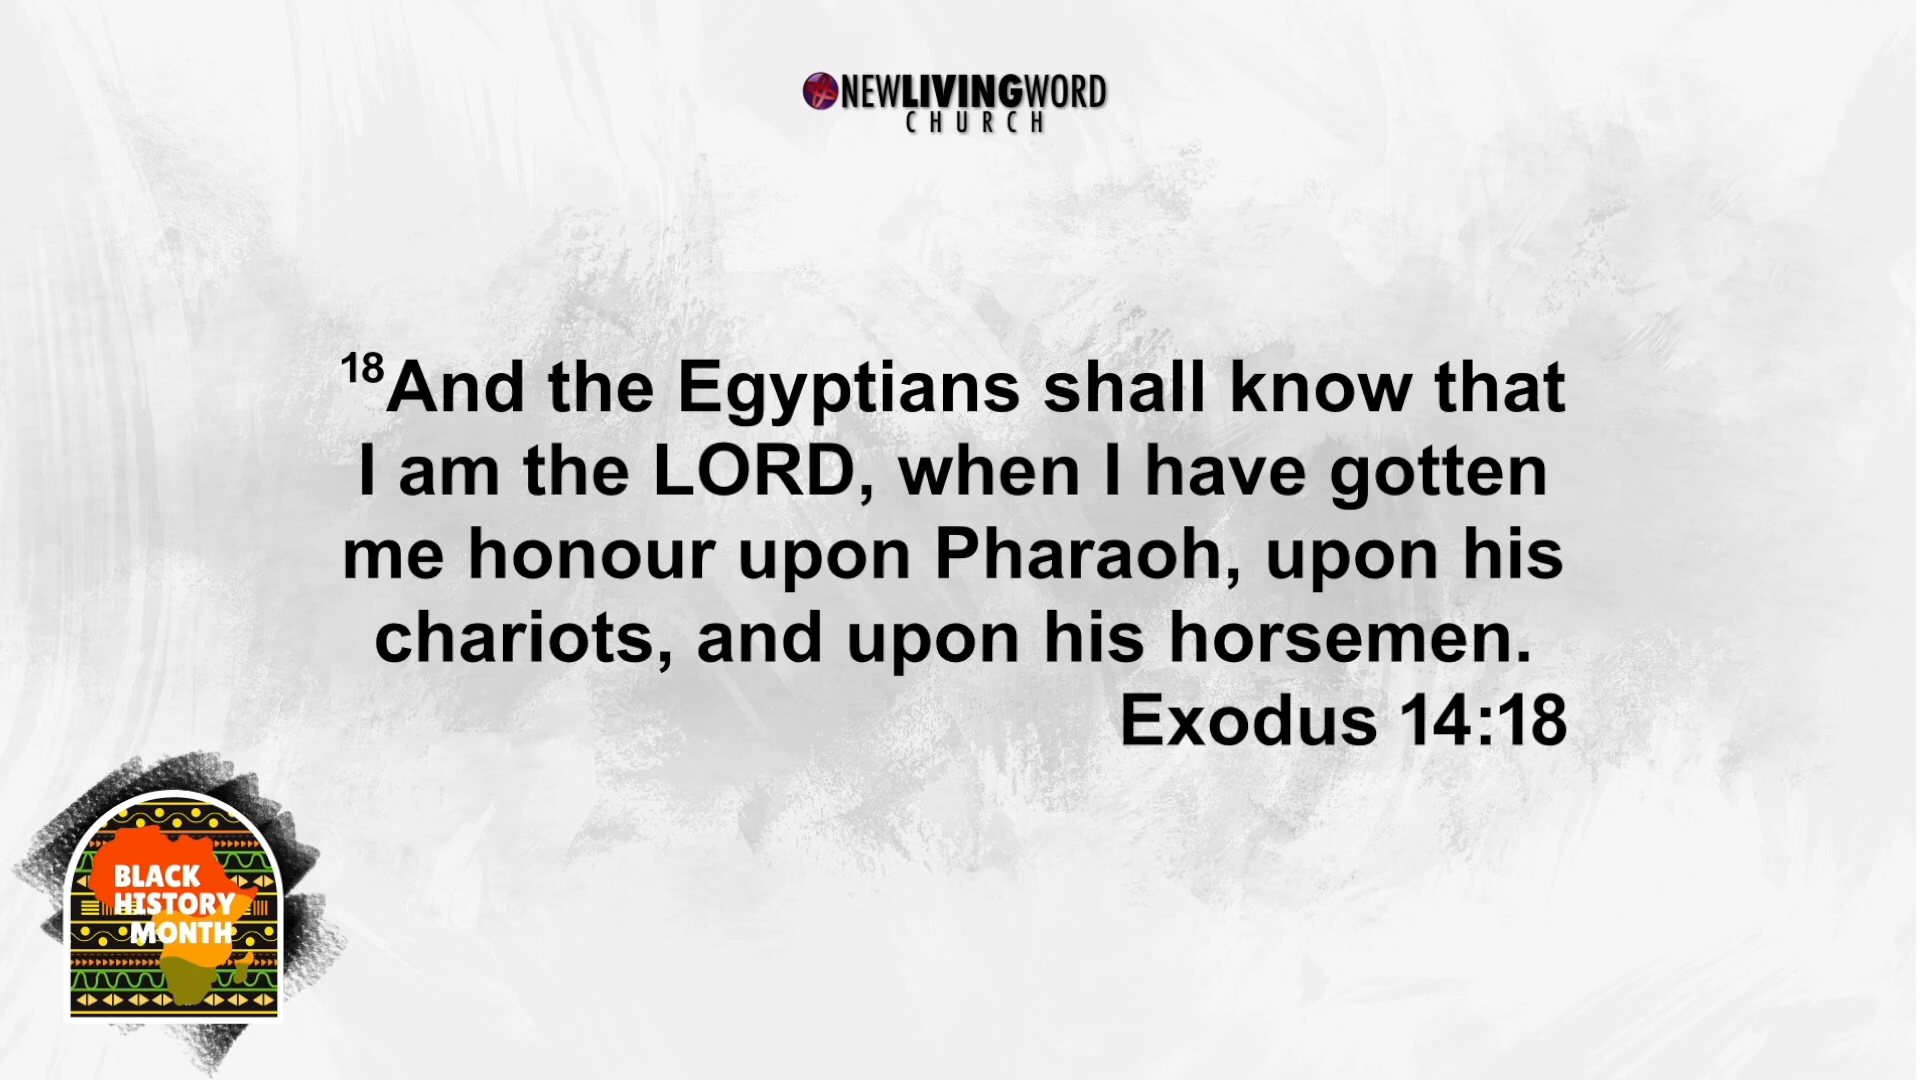 NEWLIVINGWORD
CHURCH
18And the Egyptians shall know that
I am the LORD, when I have gotten
me honour upon Pharaoh, upon his
chariots, and upon his horsemen.
Exodus 14:18
BLACK
HISTORY
MONTH